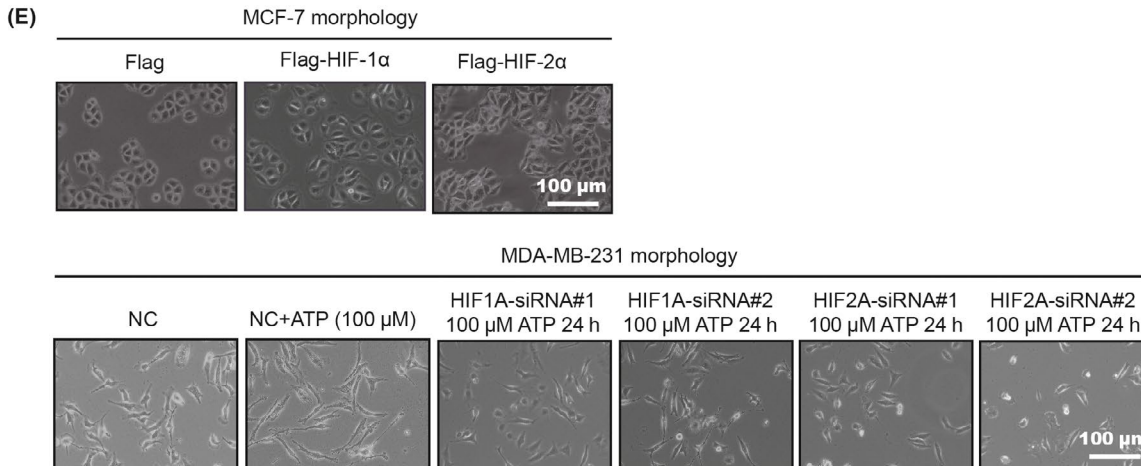 (E)
MCF-7 morphology
Flag
Flag-HIF-1α
Flag-HIF-2α
100 μm
MDA-MB-231 morphology
NC
NC+ATP (100 μM)
HIF1A-siRNA#1
100 μM ATP 24 h
HIF1A-siRNA#2
100 μM ATP 24 h
HIF2A-siRNA#1
100 μM ATP 24 h
HIF2A-siRNA#2
100 μM ATP 24 h
100 μm